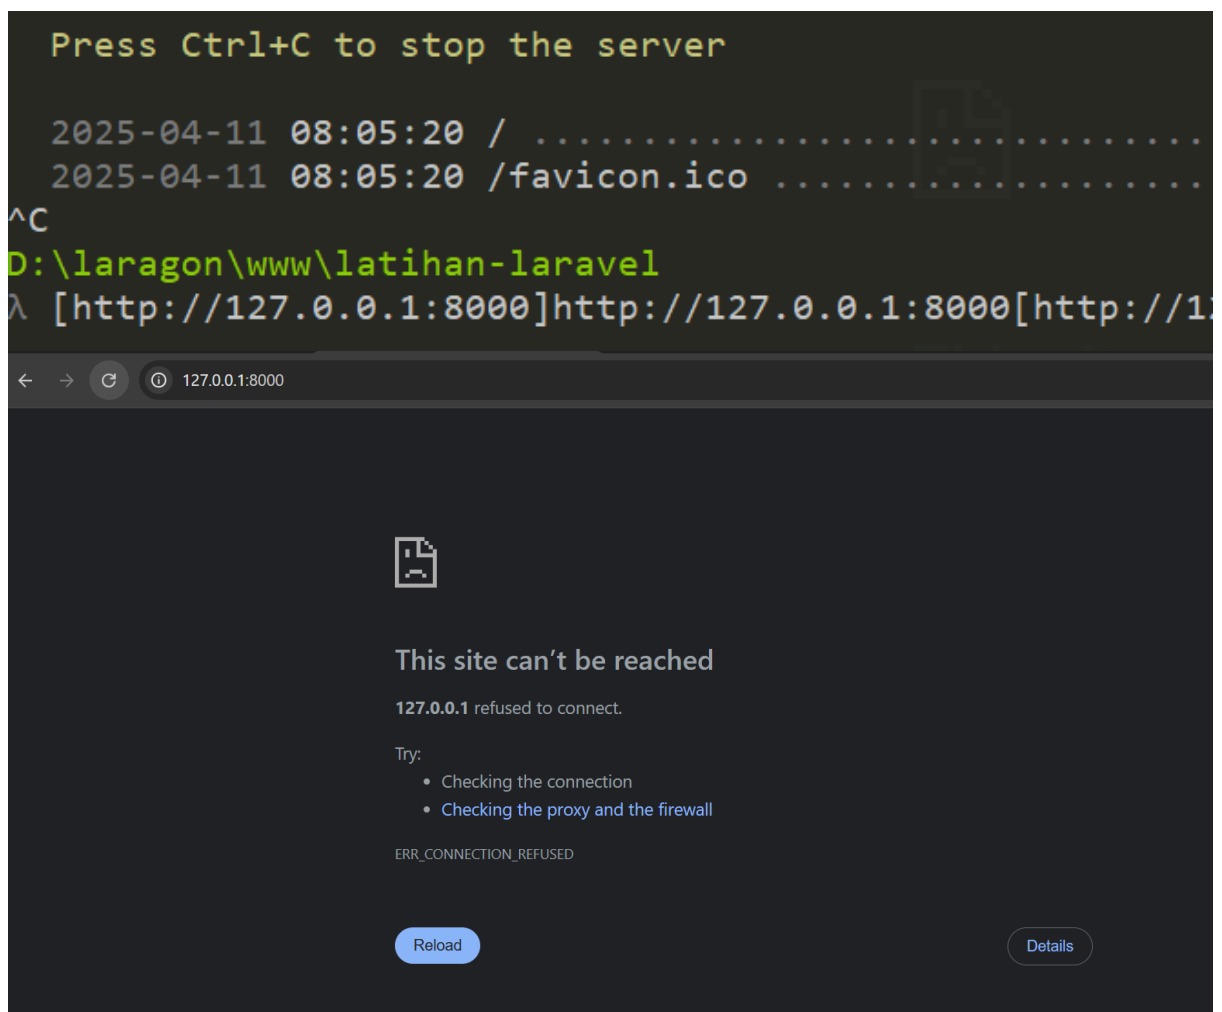 Press Ctrl+C to stop the server
2025-04-11 08:05:20 / ................................
2025-04-11 08:05:20 /favicon.ico ....................
^C
D:\laragon\www\latihan-laravel
λ [http://127.0.0.1:8000]http://127.0.0.1:8000[http://1
127.0.0.1:8000
This site can’t be reached
127.0.0.1 refused to connect.
Try:
• Checking the connection
• Checking the proxy and the firewall
ERR_CONNECTION_REFUSED
Reload
Details